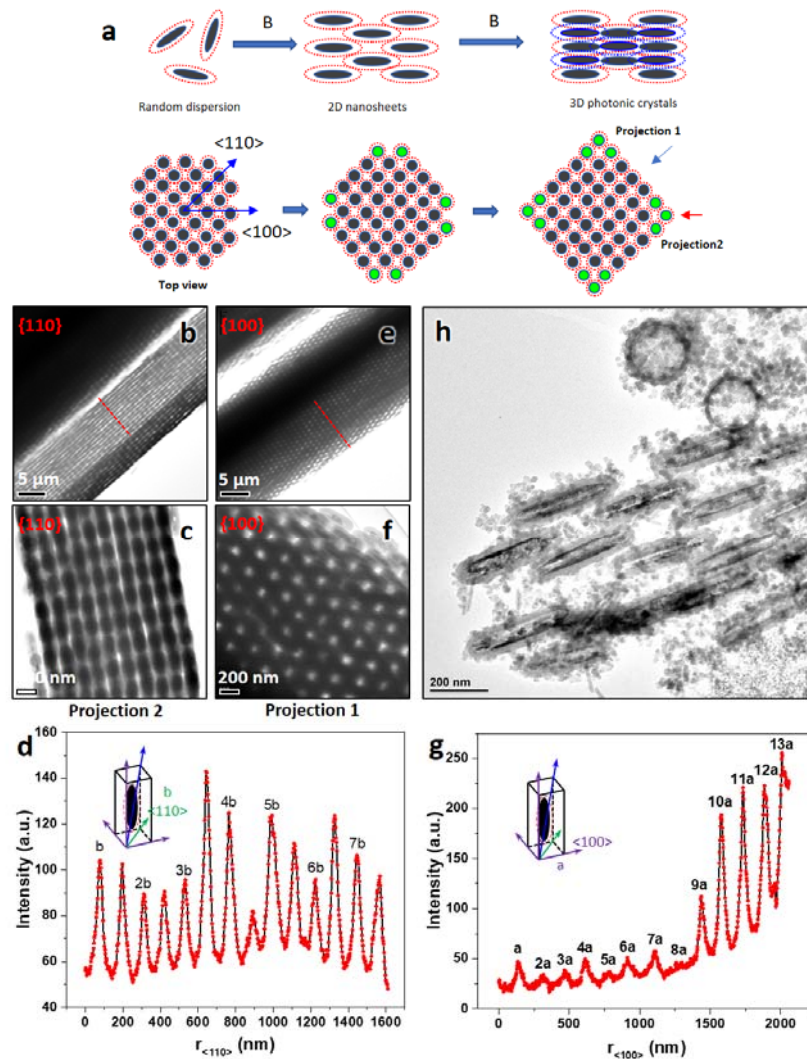 a
B
B
Random dispersion
2D nanosheets
3D photonic crystals
<110>
<100>
Top view
Projection 1
Projection2
{110}
b
5 µm
{100}
e
5 µm
h
200 nm
{110}
c
nm
{100}
f
200 nm
Projection 2
Projection 1
d
160
140
120
100
80
60
40
Intensity (a.u.)
b
<110>
b
2b
3b
4b
5b
6b
7b
0
200
400
600
800
1000
1200
1400
1600
r<110> (nm)
g
250
200
150
100
50
0
Intensity (a.u.)
<100>
a
a
2a
3a
4a
5a
6a
7a
8a
9a
10a
11a
12a
13a
0
500
1000
1500
2000
r<100> (nm)